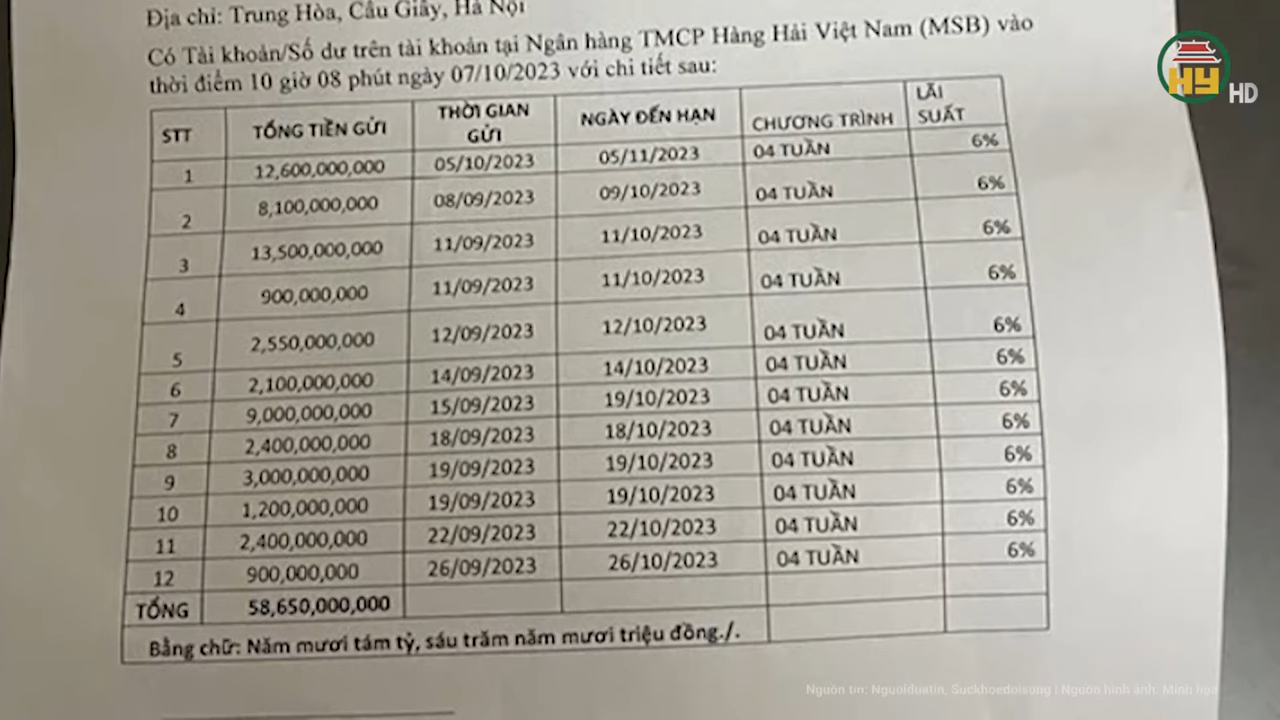 Địa chỉ: Trung Hòa, Cầu Giấy, Hà Nội
Có Tài khoản/Số dư trên tài khoản tại Ngân hàng TMCP Hàng Hải Việt Nam (MSB) vào
thời điểm 10 giờ 08 phút ngày 07/10/2023 với chi tiết sau:
STT TỔNG TIỀN GỬI THỜI GIAN GỬI NGÀY ĐẾN HẠN CHƯƠNG TRÌNH LÃI SUẤT
1 12,600,000,000 05/10/2023 05/11/2023 04 TUẦN 6%
2 8,100,000,000 08/09/2023 09/10/2023 04 TUẦN 6%
3 13,500,000,000 11/09/2023 11/10/2023 04 TUẦN 6%
4 900,000,000 11/09/2023 11/10/2023 04 TUẦN 6%
5 2,550,000,000 12/09/2023 12/10/2023 04 TUẦN 6%
6 2,100,000,000 14/09/2023 14/10/2023 04 TUẦN 6%
7 9,000,000,000 15/09/2023 19/10/2023 04 TUẦN 6%
8 2,400,000,000 18/09/2023 18/10/2023 04 TUẦN 6%
9 3,000,000,000 19/09/2023 19/10/2023 04 TUẦN 6%
10 1,200,000,000 19/09/2023 19/10/2023 04 TUẦN 6%
11 2,400,000,000 22/09/2023 22/10/2023 04 TUẦN 6%
12 900,000,000 26/09/2023 26/10/2023 04 TUẦN 6%
TỔNG 58,650,000,000
Bằng chữ: Năm mươi tám tỷ, sáu trăm năm mươi triệu đồng./.
HY HD
Nguồn tin: Nguoiduatin, Suckhoedoisong | Nguồn hình ảnh: Minh họa